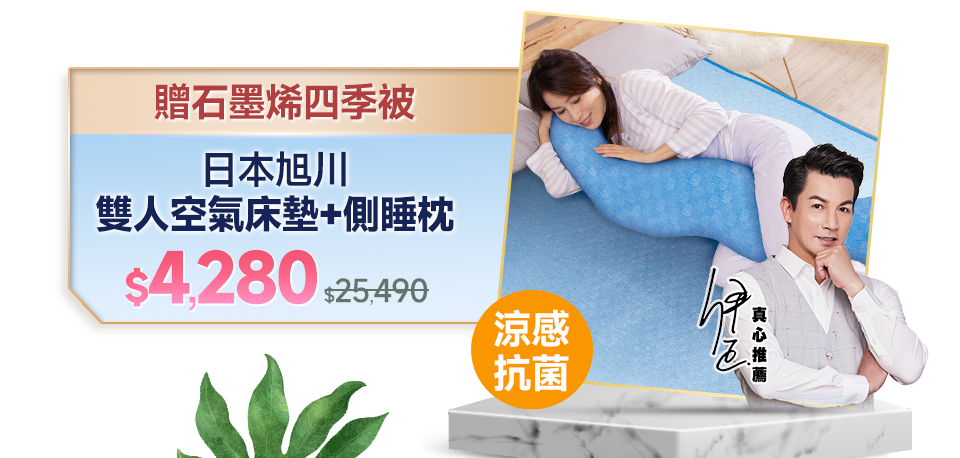 贈石墨烯四季被
日本旭川
雙人空氣床墊+側睡枕
$4,280 $25,490
涼感
抗菌
真心推薦